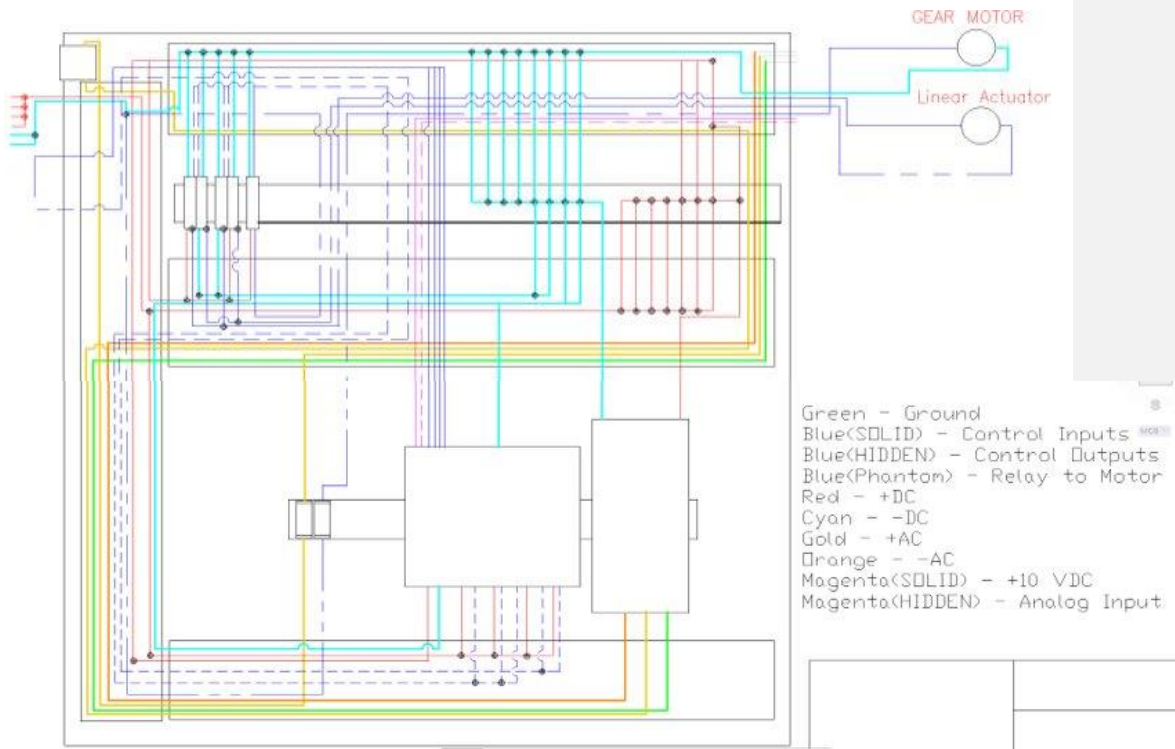 GEAR MOTOR
Linear Actuator
Green - Ground
Blue(SOLID) - Control Inputs
Blue(HIDDEN) - Control Outputs
Blue(Phantom) - Relay to Motor
Red - +DC
Cyan - -DC
Gold - +AC
Orange - -AC
Magenta(SOLID) - +10 VDC
Magenta(HIDDEN) - Analog Input